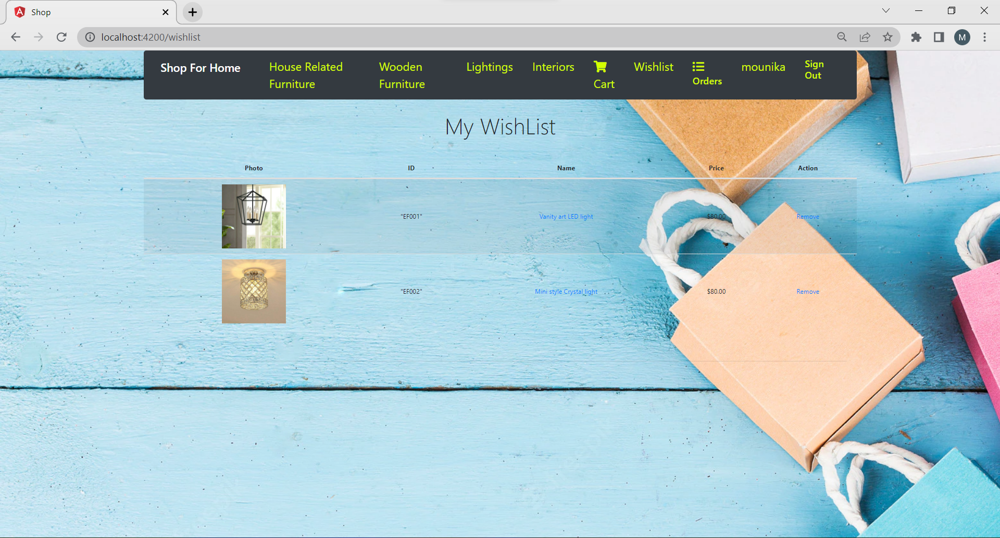 Shop
localhost:4200/wishlist
M
Shop For Home
House Related
Furniture
Wooden
Furniture
Lightings
Interiors
Cart
Wishlist
Orders
mounika
Sign
Out
My WishList
Photo ID Name Price Action
"EF001" Vanity art LED light $80.00 Remove
"EF002" Mini style Crystal light $80.00 Remove